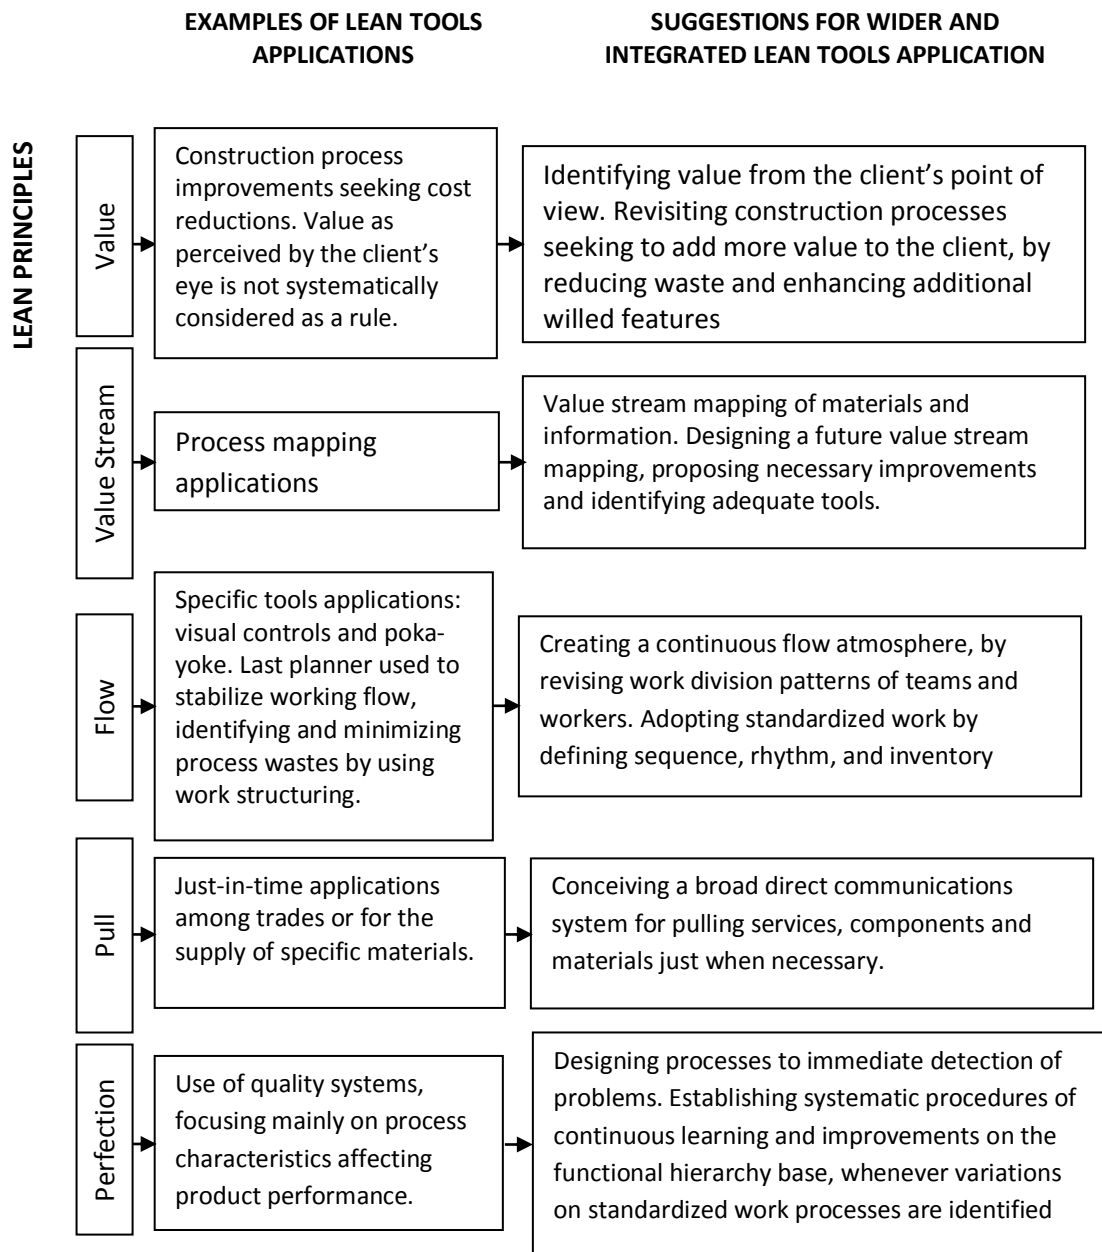 EXAMPLES OF LEAN TOOLS
APPLICATIONS
SUGGESTIONS FOR WIDER AND
INTEGRATED LEAN TOOLS APPLICATION
LEAN PRINCIPLES
Value
Construction process
improvements seeking cost
reductions. Value as
perceived by the client’s
eye is not systematically
considered as a rule.
Identifying value from the client’s point of
view. Revisiting construction processes
seeking to add more value to the client, by
reducing waste and enhancing additional
willed features
Value Stream
Process mapping
applications
Value stream mapping of materials and
information. Designing a future value stream
mapping, proposing necessary improvements
and identifying adequate tools.
Flow
Specific tools applications:
visual controls and poka-
yoke. Last planner used to
stabilize working flow,
identifying and minimizing
process wastes by using
work structuring.
Creating a continuous flow atmosphere, by
revising work division patterns of teams and
workers. Adopting standardized work by
defining sequence, rhythm, and inventory
Pull
Just-in-time applications
among trades or for the
supply of specific materials.
Conceiving a broad direct communications
system for pulling services, components and
materials just when necessary.
Perfection
Use of quality systems,
focusing mainly on process
characteristics affecting
product performance.
Designing processes to immediate detection of
problems. Establishing systematic procedures of
continuous learning and improvements on the
functional hierarchy base, whenever variations
on standardized work processes are identified